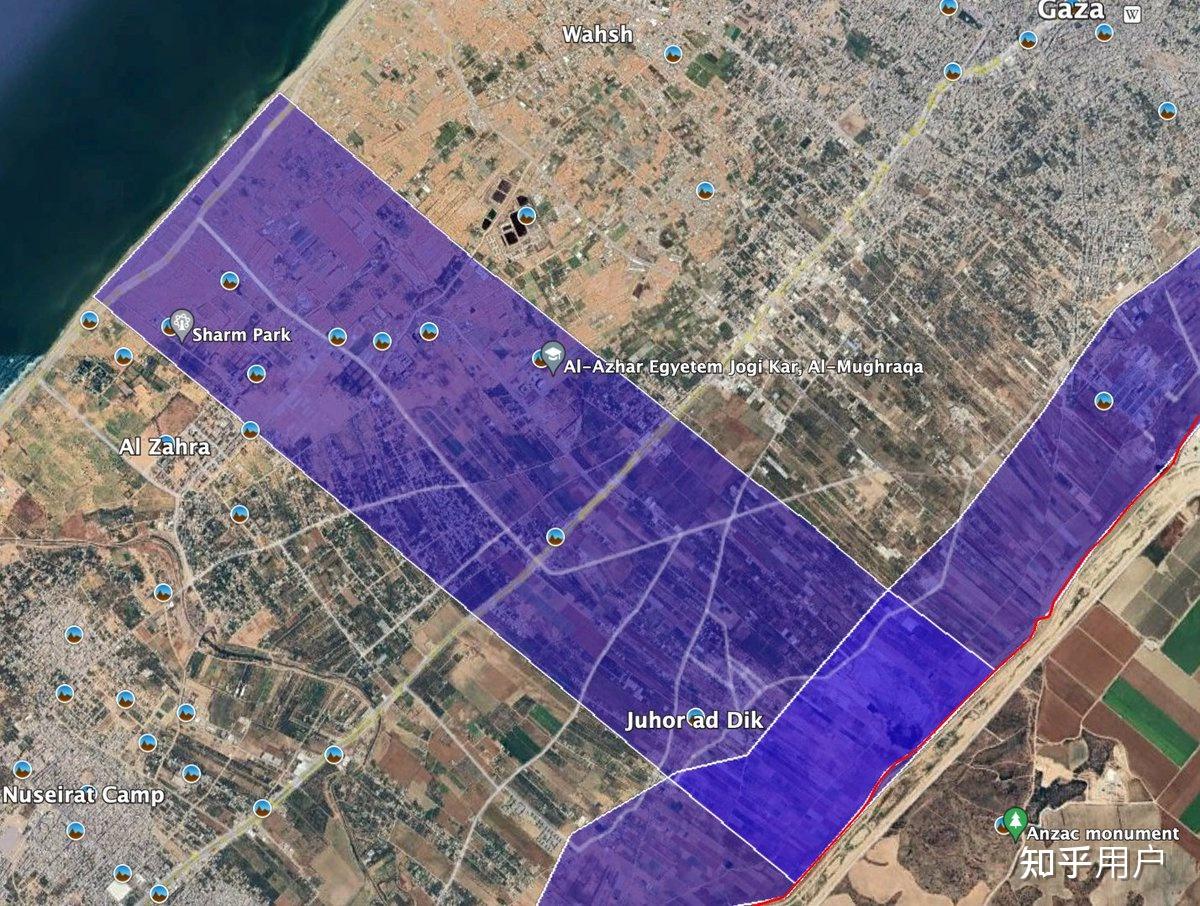 Gaza
W
Wahsh
Sharm Park
Al-Azhar Egyetem Jogi Kar, Al-Mughraqa
Al Zahra
Juhor ad Dik
Nuseirat Camp
Anzac monument
知乎用户